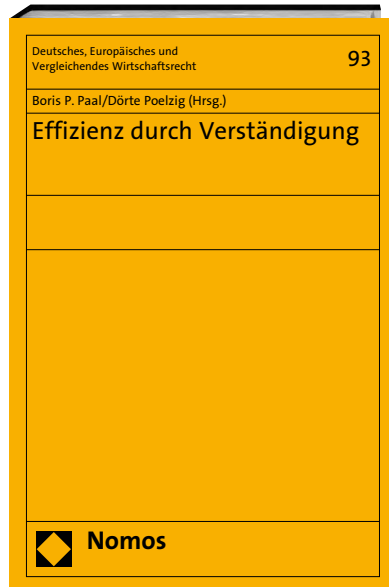 Deutsches, Europäisches und
Vergleichendes Wirtschaftsrecht
93
Boris P. Paal/Dörte Poelzig (Hrsg.)
Effizienz durch Verständigung
Nomos